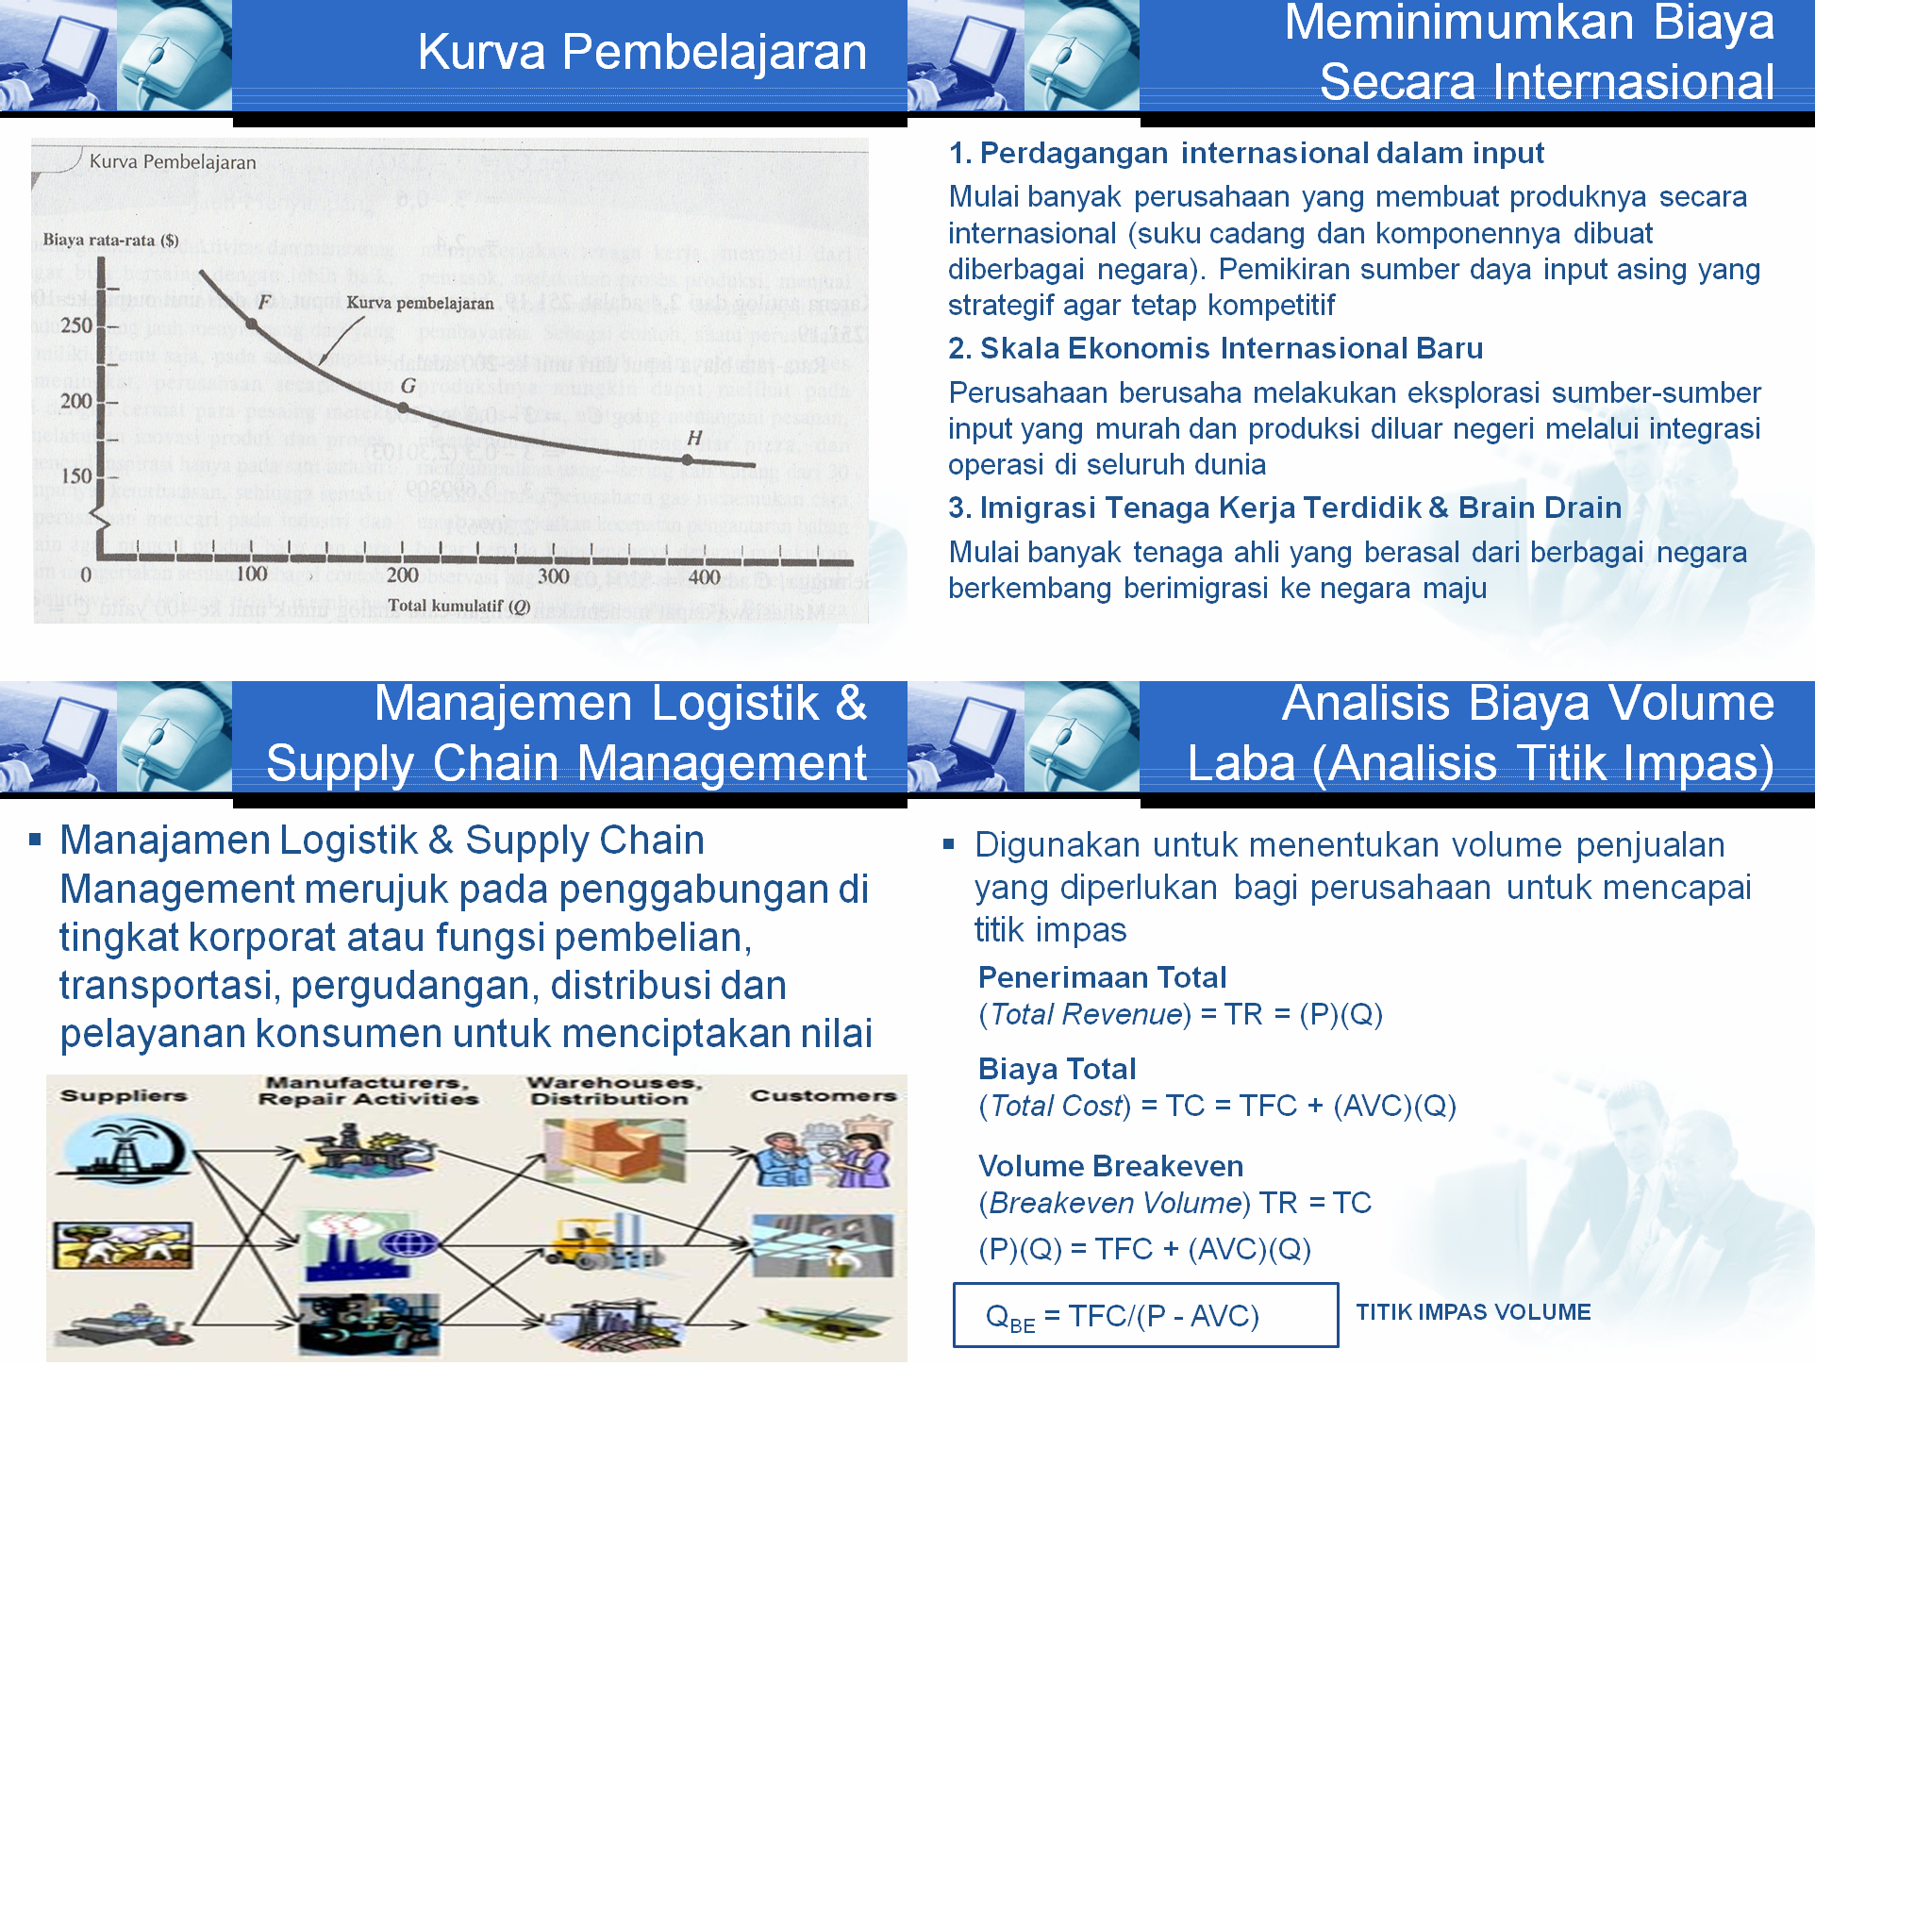 Kurva Pembelajaran
Kurva Pembelajaran
Biaya rata-rata ($)
F
Kurva pembelajaran
250
G
200
H
150
0
100
200
300
400
Total kumulatif (Q)
Meminimumkan Biaya
Secara Internasional
1. Perdagangan internasional dalam input
Mulai banyak perusahaan yang membuat produknya secara
internasional (suku cadang dan komponennya dibuat
diberbagai negara). Pemikiran sumber daya input asing yang
strategif agar tetap kompetitif
2. Skala Ekonomis Internasional Baru
Perusahaan berusaha melakukan eksplorasi sumber-sumber
input yang murah dan produksi diluar negeri melalui integrasi
operasi di seluruh dunia
3. Imigrasi Tenaga Kerja Terdidik & Brain Drain
Mulai banyak tenaga ahli yang berasal dari berbagai negara
berkembang berimigrasi ke negara maju
Manajemen Logistik &
Supply Chain Management
▪ Manajamen Logistik & Supply Chain
Management merujuk pada penggabungan di
tingkat korporat atau fungsi pembelian,
transportasi, pergudangan, distribusi dan
pelayanan konsumen untuk menciptakan nilai
Suppliers
Manufacturers,
Repair Activities
Warehouses,
Distribution
Customers
Analisis Biaya Volume
Laba (Analisis Titik Impas)
▪ Digunakan untuk menentukan volume penjualan
yang diperlukan bagi perusahaan untuk mencapai
titik impas
Penerimaan Total
(Total Revenue) = TR = (P)(Q)
Biaya Total
(Total Cost) = TC = TFC + (AVC)(Q)
Volume Breakeven
(Breakeven Volume) TR = TC
(P)(Q) = TFC + (AVC)(Q)
QBE = TFC/(P - AVC)
TITIK IMPAS VOLUME